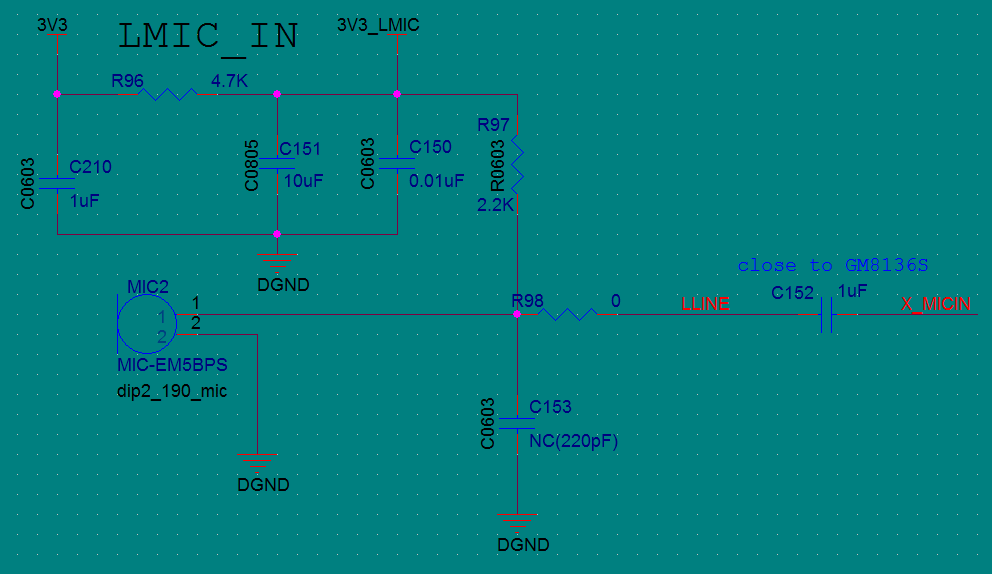 3V3
LMIC_IN
3V3_LMIC
R96
4.7K
R97
C0603
C210
1uF
C0805
C151
10uF
C0603
C150
0.01uF
R0603
2.2K
DGND
close to GM8136S
MIC2
1
1
2
2
R98
0
LLINE
C152
1uF
X_MICIN
MIC-EM5BPS
dip2_190_mic
C0603
C153
NC(220pF)
DGND
DGND